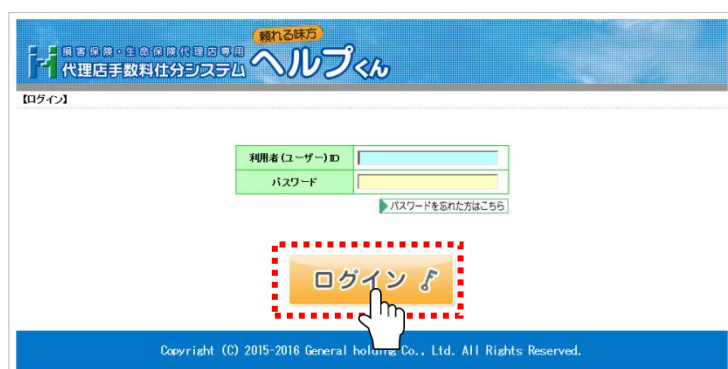 頼れる味方
損害保険・生命保険代理店専用
代理店手数料仕分システム ヘルプくん
【ログイン】
利用者(ユーザー)ID
パスワード
パスワードを忘れた方はこちら
ログイン
Copyright (C) 2015-2016 General holding Co., Ltd. All Rights Reserved.